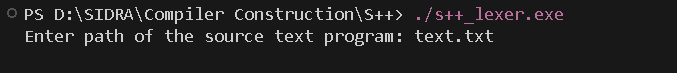 PS D:\SIDRA\Compiler Construction\S++> ./s++_lexer.exe
Enter path of the source text program: text.txt